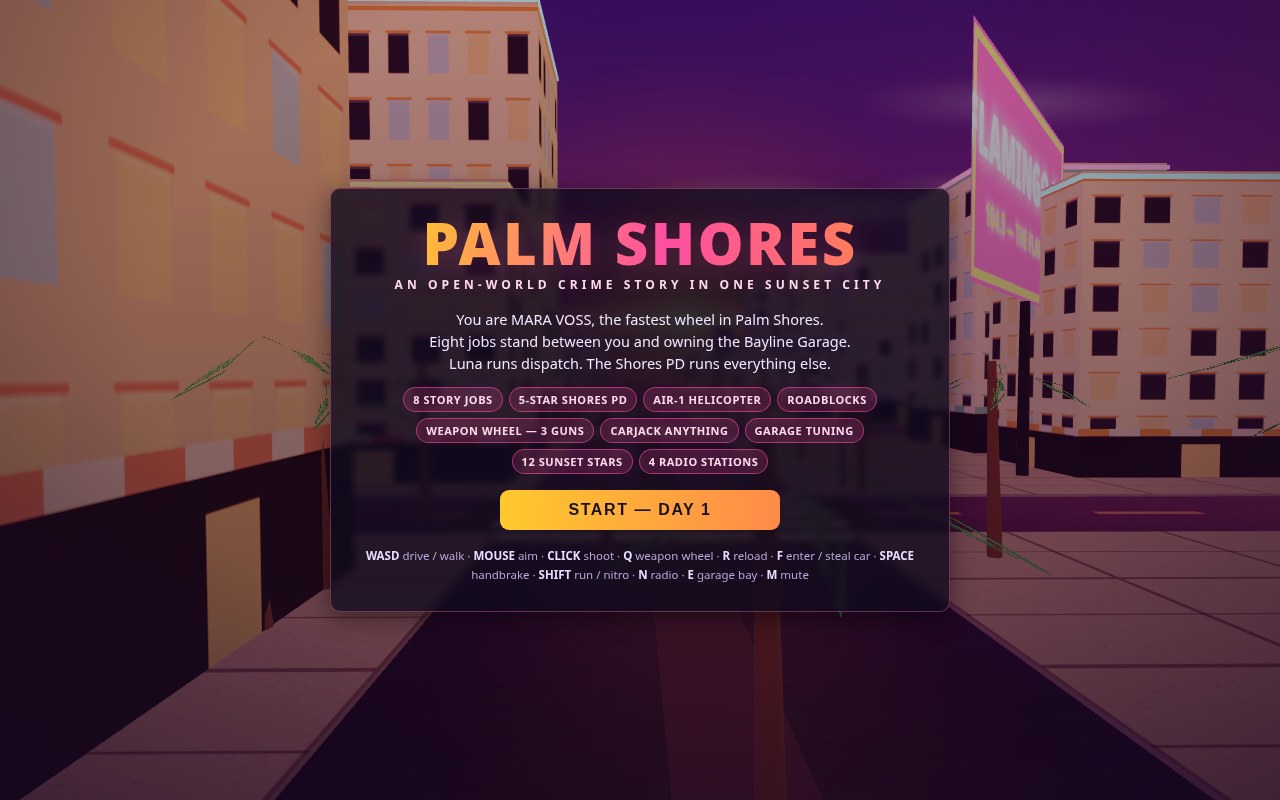 PALM SHORES
AN OPEN-WORLD CRIME STORY IN ONE SUNSET CITY
You are MARA VOSS, the fastest wheel in Palm Shores.
Eight jobs stand between you and owning the Bayline Garage.
Luna runs dispatch. The Shores PD runs everything else.
8 STORY JOBS 5-STAR SHORES PD AIR-1 HELICOPTER ROADBLOCKS
WEAPON WHEEL — 3 GUNS CARJACK ANYTHING GARAGE TUNING
12 SUNSET STARS 4 RADIO STATIONS
START — DAY 1
WASD drive / walk · MOUSE aim · CLICK shoot · Q weapon wheel · R reload · F enter / steal car · SPACE
handbrake · SHIFT run / nitro · N radio · E garage bay · M mute